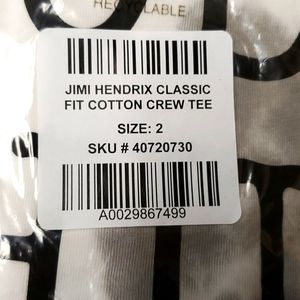 RECYCLABLE
JIMI HENDRIX CLASSIC
FIT COTTON CREW TEE
SIZE: 2
SKU # 40720730
A0029867499